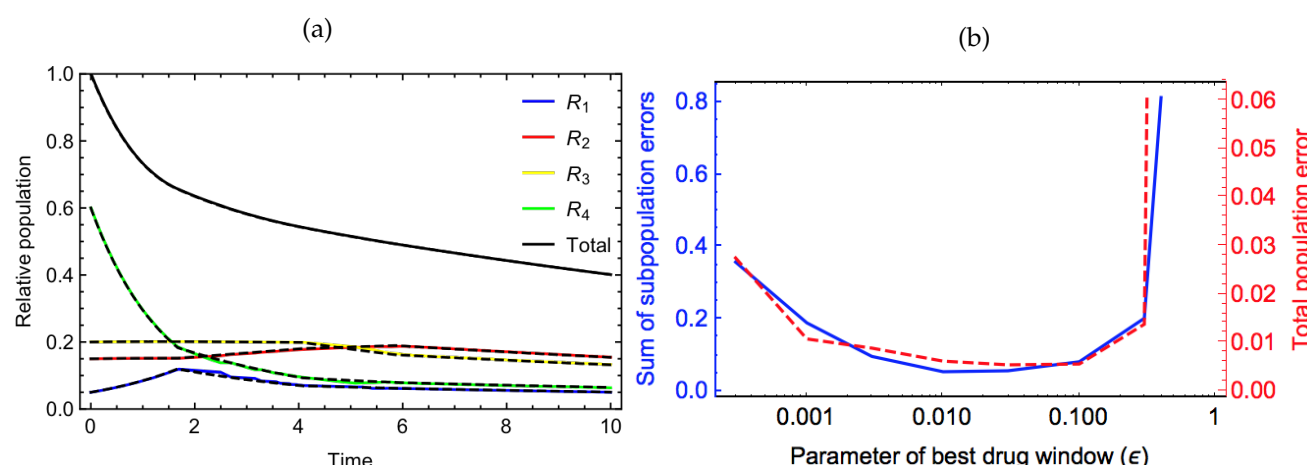 (a)
1.0
0.8
0.6
0.4
0.2
0.0
0
2
4
6
8
10
Relative population
Time
R1
R2
R3
R4
Total
(b)
0.8
0.6
0.4
0.2
0.0
Sum of subpopulation errors
0.06
0.05
0.04
0.03
0.02
0.01
0.00
Total population error
0.001
0.010
0.100
1
Parameter of best drug window (ϵ)